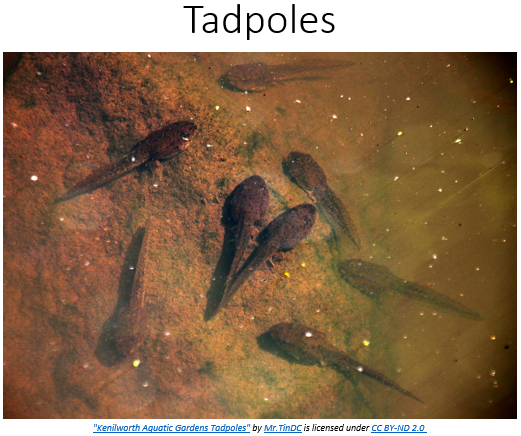 Tadpoles
"Kenilworth Aquatic Gardens Tadpoles" by Mr.TinDC is licensed under CC BY-ND 2.0